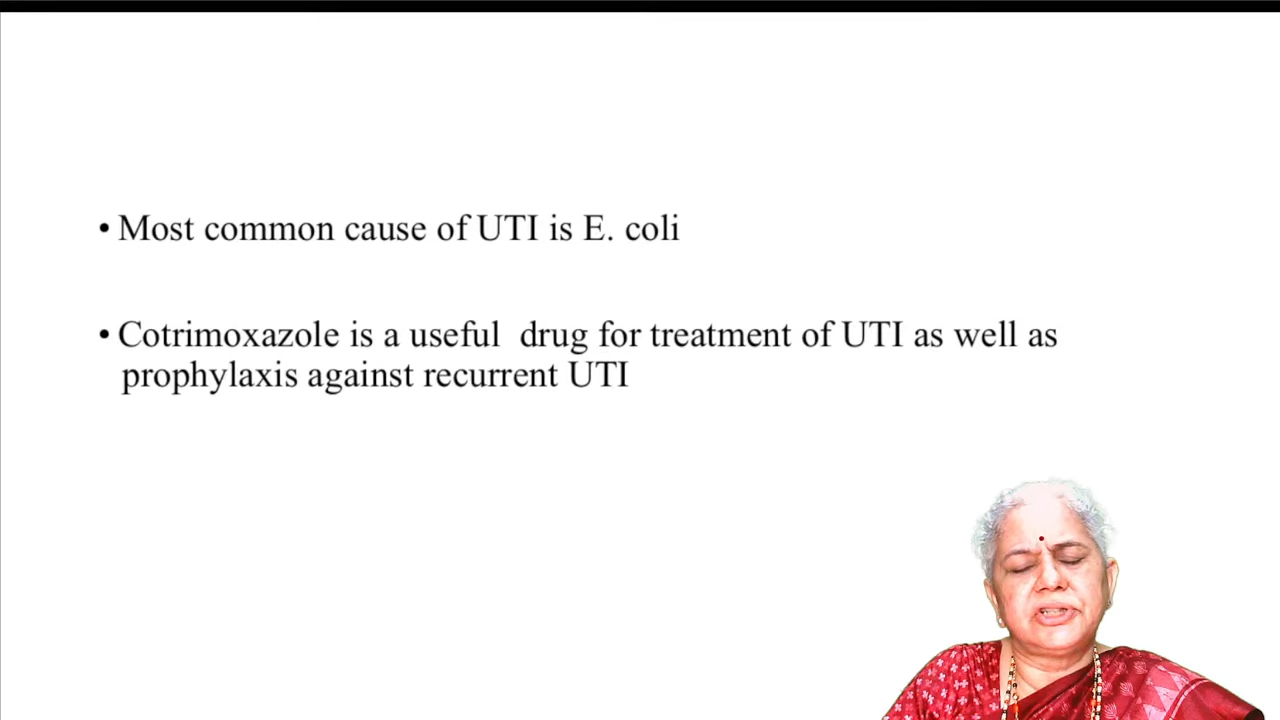 • Most common cause of UTI is E. coli
• Cotrimoxazole is a useful  drug for treatment of UTI as well as
prophylaxis against recurrent UTI